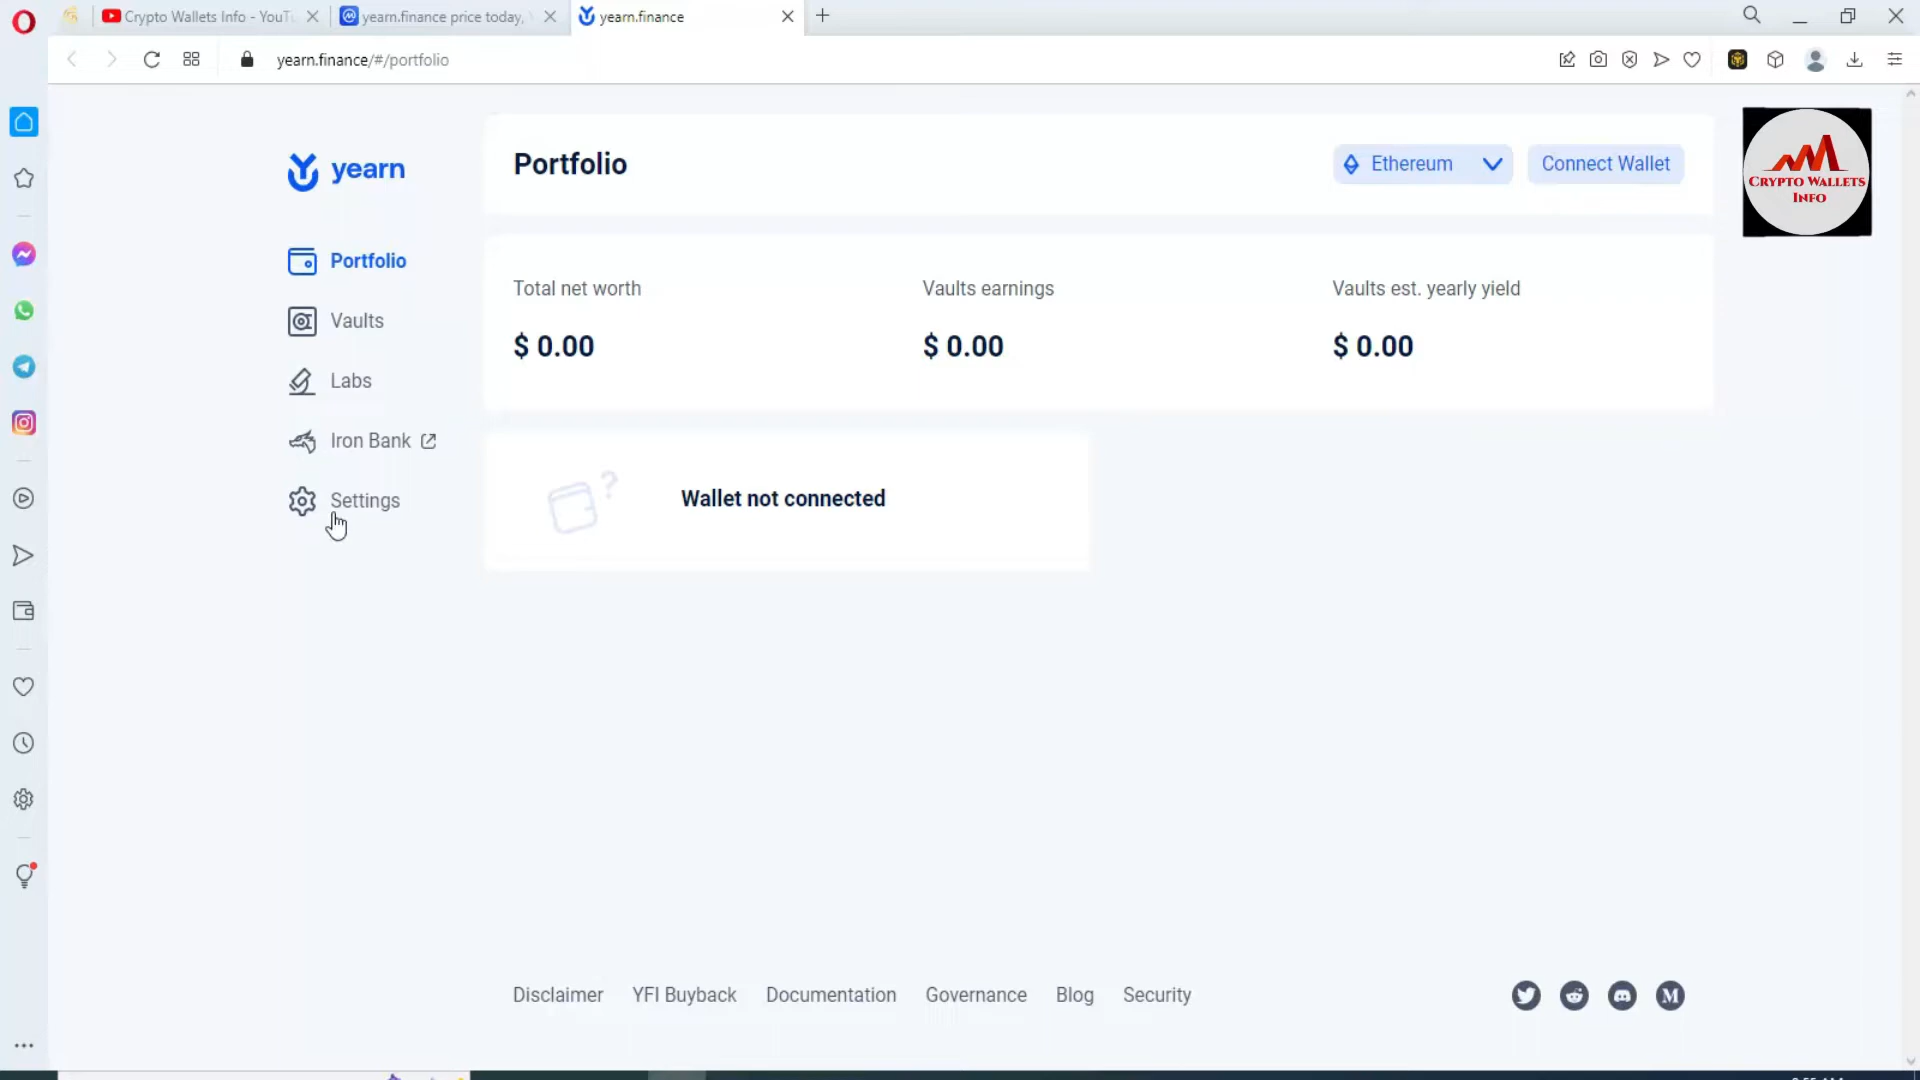 Crypto Wallets Info - YouT
yearn.finance price today,
yearn.finance
yearn.finance/#/portfolio
yearn
Portfolio
Ethereum
Connect Wallet
CRYPTO WALLETS
INFO
Portfolio
Vaults
Labs
Iron Bank
Settings
Total net worth
Vaults earnings
Vaults est. yearly yield
$ 0.00
$ 0.00
$ 0.00
?
Wallet not connected
Disclaimer
YFI Buyback
Documentation
Governance
Blog
Security